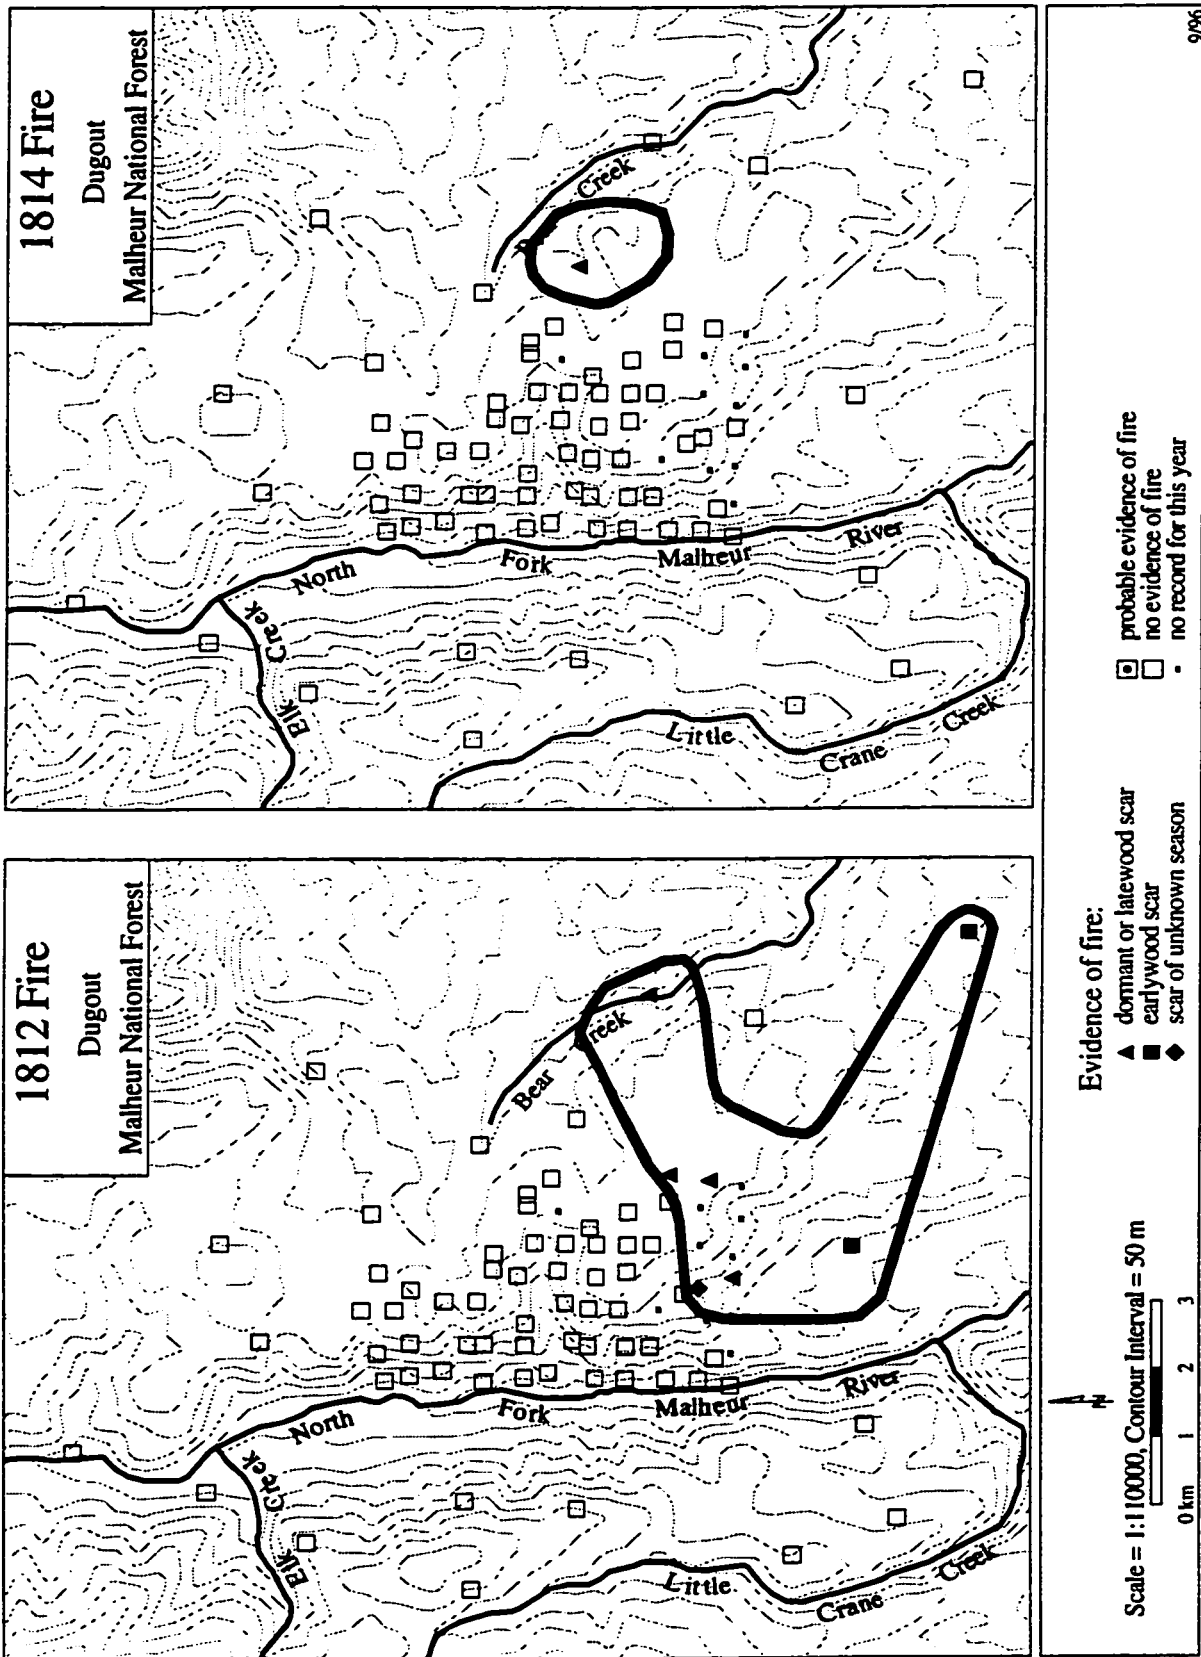 1812 Fire
Dugout
Malheur National Forest
Elk
Creek
North
Fork
Malheur
River
Bear
Creek
Little
Crane
Creek
1814 Fire
Dugout
Malheur National Forest
Elk
Creek
North
Fork
Malheur
River
Creek
Little
Crane
Creek
Scale = 1:110000, Contour Interval = 50 m
0 km 1 2 3
N
Evidence of fire:
dormant or latewood scar
earlywood scar
scar of unknown season
probable evidence of fire
no evidence of fire
no record for this year
9/96